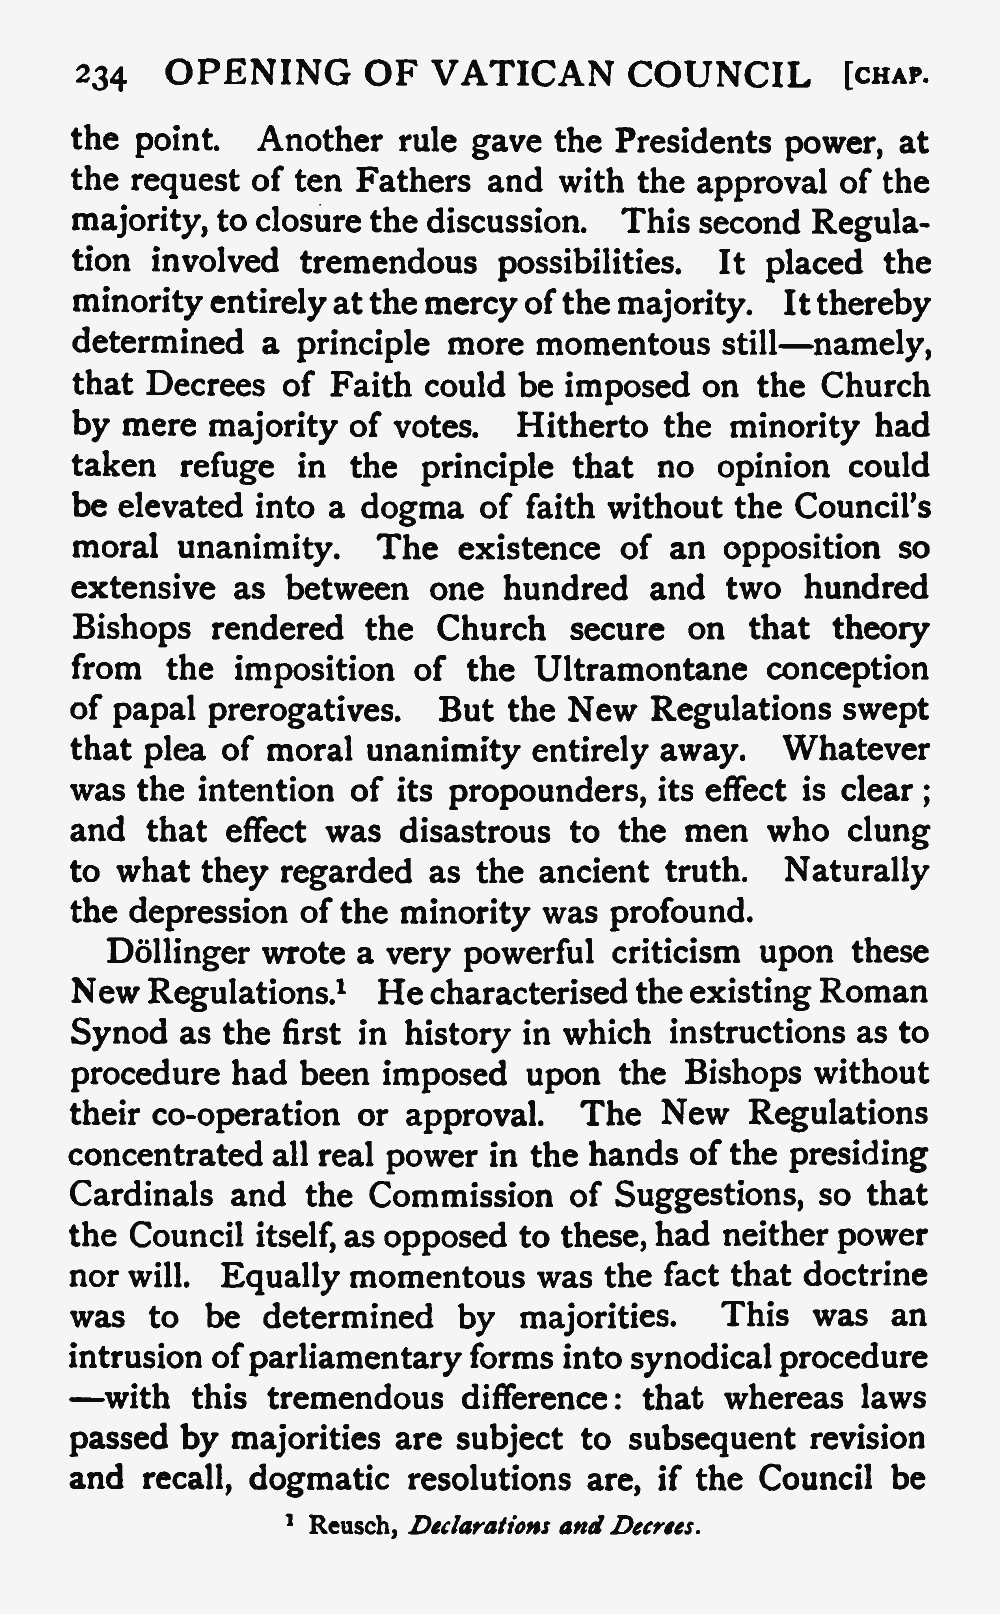 234 OPENING OF VATICAN COUNCIL [CHAP.
the point. Another rule gave the Presidents power, at
the request of ten Fathers and with the approval of the
majority, to closure the discussion. This second Regula-
tion involved tremendous possibilities. It placed the
minority entirely at the mercy of the majority. It thereby
determined a principle more momentous still—namely,
that Decrees of Faith could be imposed on the Church
by mere majority of votes. Hitherto the minority had
taken refuge in the principle that no opinion could
be elevated into a dogma of faith without the Council's
moral unanimity. The existence of an opposition so
extensive as between one hundred and two hundred
Bishops rendered the Church secure on that theory
from the imposition of the Ultramontane conception
of papal prerogatives. But the New Regulations swept
that plea of moral unanimity entirely away. Whatever
was the intention of its propounders, its effect is clear ;
and that effect was disastrous to the men who clung
to what they regarded as the ancient truth. Naturally
the depression of the minority was profound.
Döllinger wrote a very powerful criticism upon these
New Regulations.¹ He characterised the existing Roman
Synod as the first in history in which instructions as to
procedure had been imposed upon the Bishops without
their co-operation or approval. The New Regulations
concentrated all real power in the hands of the presiding
Cardinals and the Commission of Suggestions, so that
the Council itself, as opposed to these, had neither power
nor will. Equally momentous was the fact that doctrine
was to be determined by majorities. This was an
intrusion of parliamentary forms into synodical procedure
—with this tremendous difference: that whereas laws
passed by majorities are subject to subsequent revision
and recall, dogmatic resolutions are, if the Council be
¹ Reusch, Declarations and Decrees.